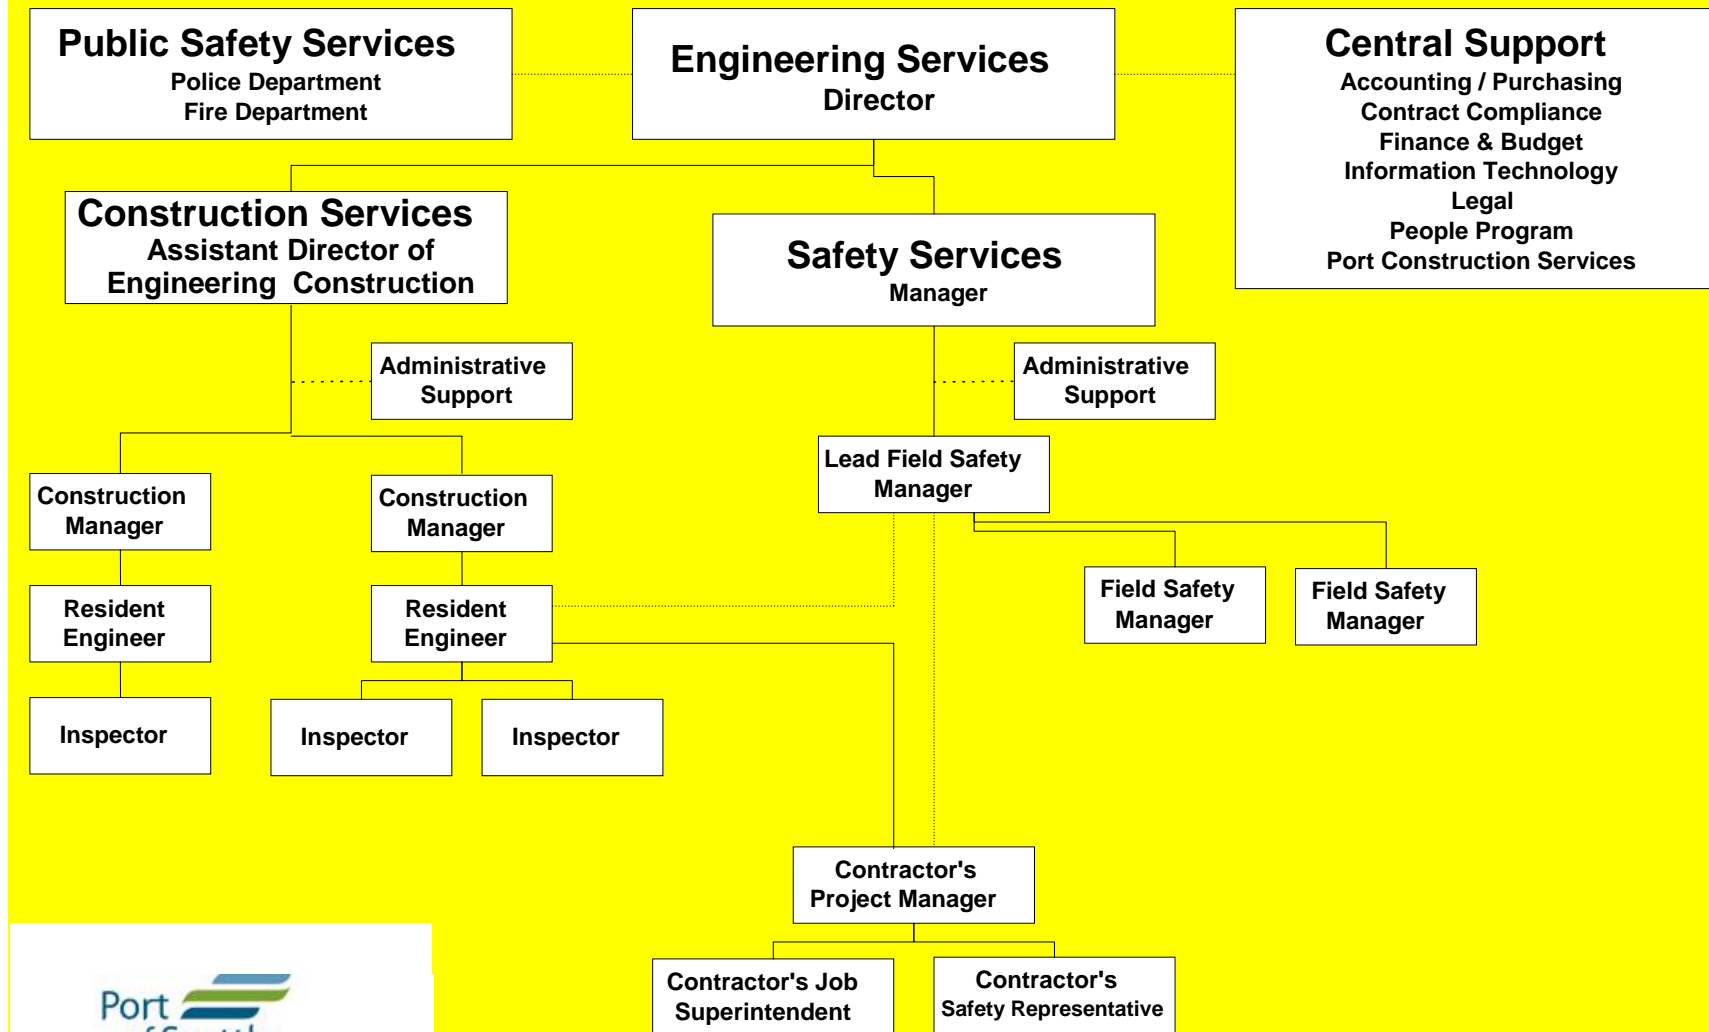 Public Safety Services
Police Department
Fire Department
Engineering Services
Director
Central Support
Accounting / Purchasing
Contract Compliance
Finance & Budget
Information Technology
Legal
People Program
Port Construction Services
Construction Services
Assistant Director of
Engineering Construction
Safety Services
Manager
Administrative
Support
Administrative
Support
Lead Field Safety
Manager
Construction
Manager
Construction
Manager
Field Safety
Manager
Field Safety
Manager
Resident
Engineer
Resident
Engineer
Inspector
Inspector
Inspector
Contractor's
Project Manager
Contractor's Job
Superintendent
Contractor's
Safety Representative
Port
of Seattle